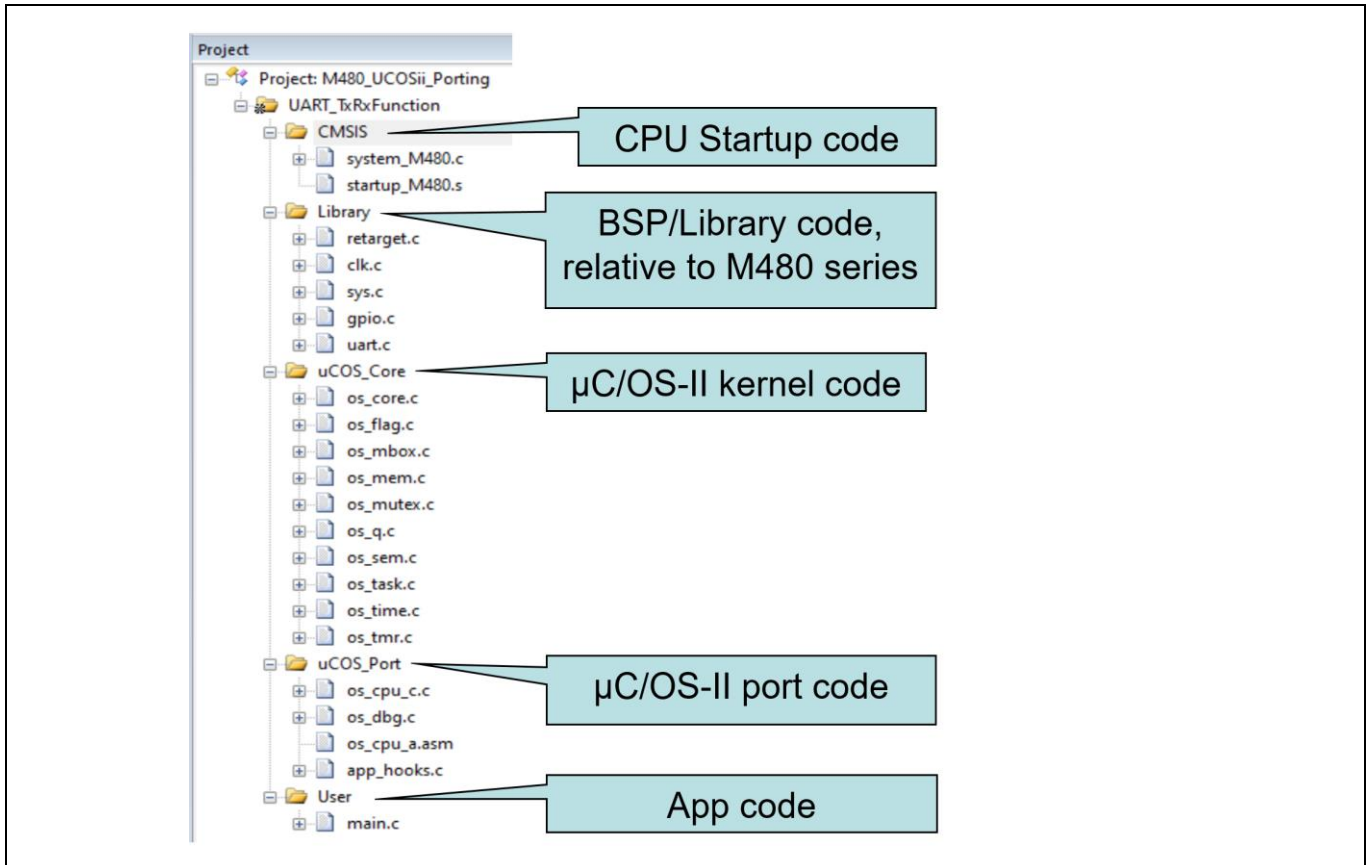 Project
Project: M480_UCOSii_Porting
UART_TxRxFunction
CMSIS
CPU Startup code
system_M480.c
startup_M480.s
Library
BSP/Library code,
relative to M480 series
retarget.c
clk.c
sys.c
gpio.c
uart.c
uCOS_Core
µC/OS-II kernel code
os_core.c
os_flag.c
os_mbox.c
os_mem.c
os_mutex.c
os_q.c
os_sem.c
os_task.c
os_time.c
os_tmr.c
uCOS_Port
µC/OS-II port code
os_cpu_c.c
os_dbg.c
os_cpu_a.asm
app_hooks.c
User
App code
main.c